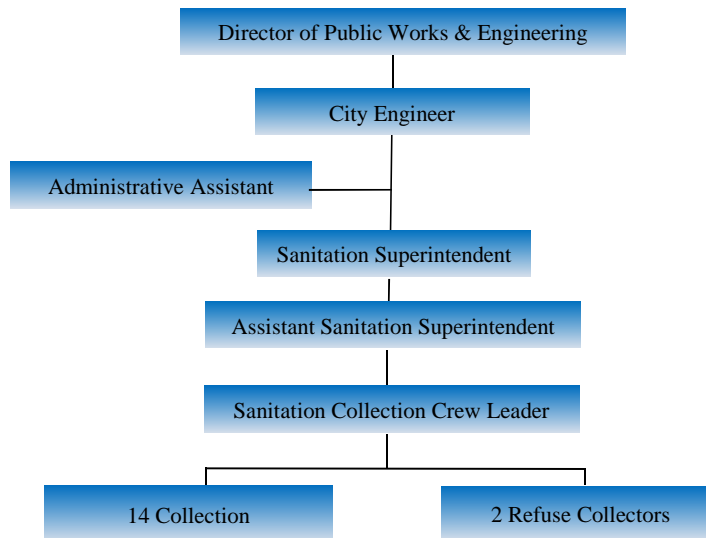 Director of Public Works & Engineering
City Engineer
Administrative Assistant
Sanitation Superintendent
Assistant Sanitation Superintendent
Sanitation Collection Crew Leader
14 Collection
2 Refuse Collectors